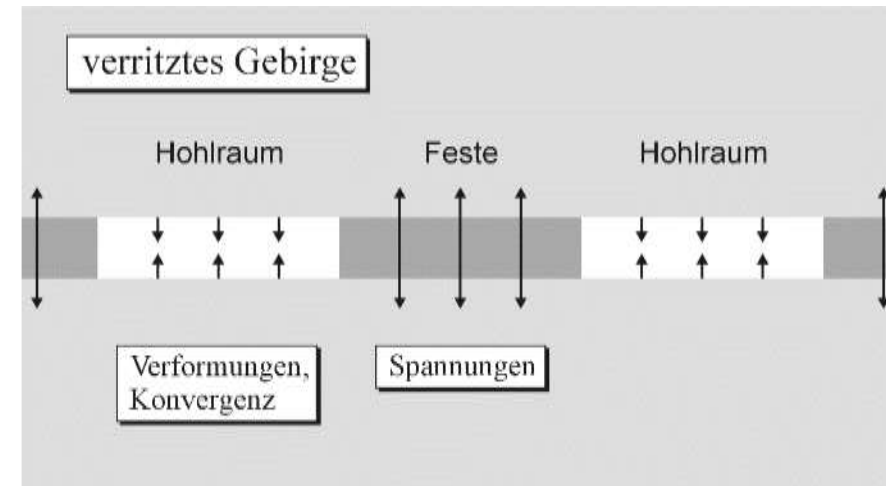 verritztes Gebirge
Hohlraum Feste Hohlraum
Verformungen,
Konvergenz
Spannungen